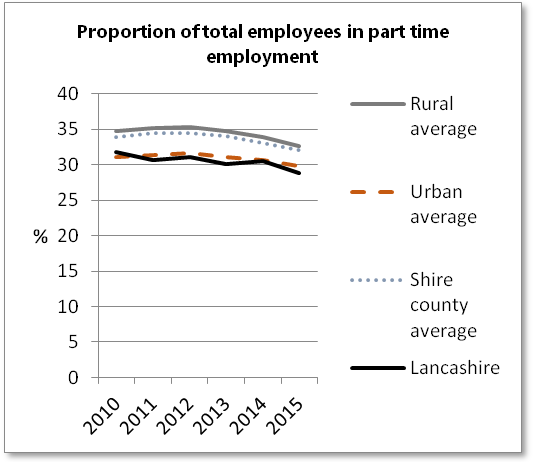 Proportion of total employees in part time
employment
40
35
30
25
20
15
10
5
0
%
2010
2011
2012
2013
2014
2015
Rural
average
Urban
average
Shire
county
average
Lancashire